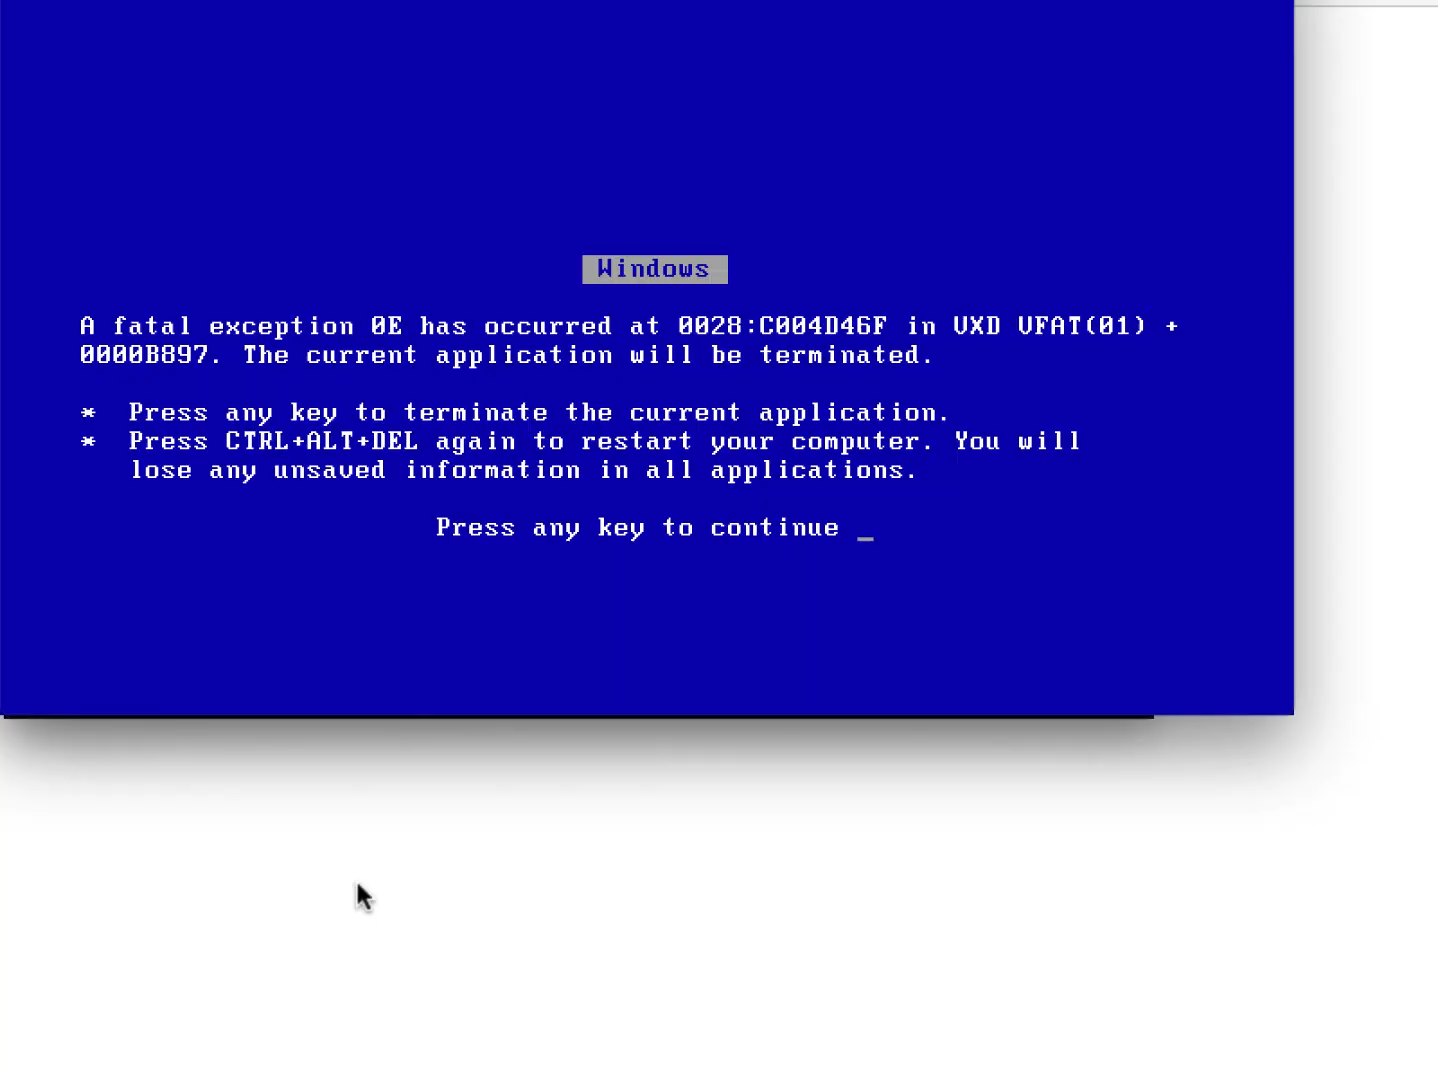 Windows
A fatal exception 0E has occurred at 0028:C004D46F in VXD VFAT(01) +
0000B897. The current application will be terminated.
* Press any key to terminate the current application.
* Press CTRL+ALT+DEL again to restart your computer. You will
lose any unsaved information in all applications.
Press any key to continue _